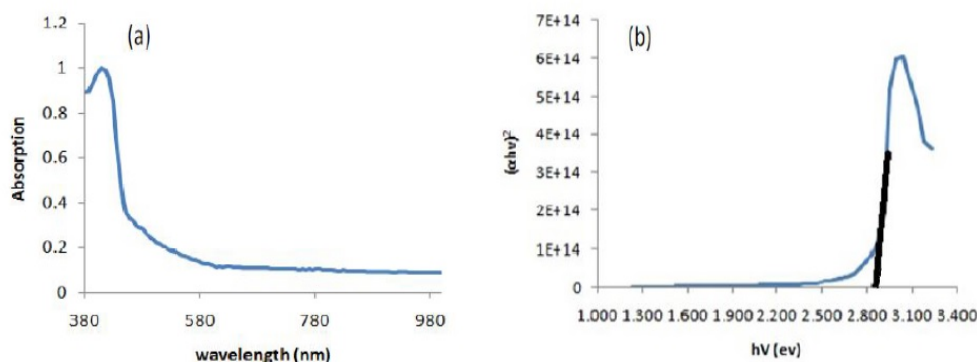 (a)
1.2
1
0.8
0.6
0.4
0.2
0
Absorption
380 580 780 980
wavelength (nm)
(b)
7E+14
6E+14
5E+14
4E+14
3E+14
2E+14
1E+14
0
(αhν)²
1.000 1.300 1.600 1.900 2.200 2.500 2.800 3.100 3.400
hV (ev)